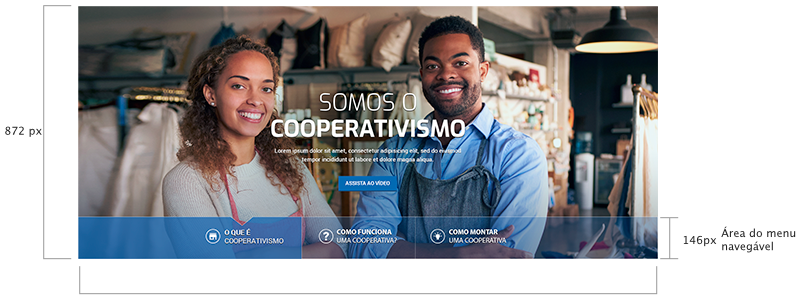 872 px
SOMOS O
COOPERATIVISMO
Lorem ipsum dolor sit amet, consectetur adipisicing elit, sed do eiusmod
tempor incididunt ut labore et dolore magna aliqua.
ASSISTA AO VÍDEO
O QUE É
COOPERATIVISMO
?
COMO FUNCIONA
UMA COOPERATIVA?
COMO MONTAR
UMA COOPERATIVA
146px
Área do menu
navegável